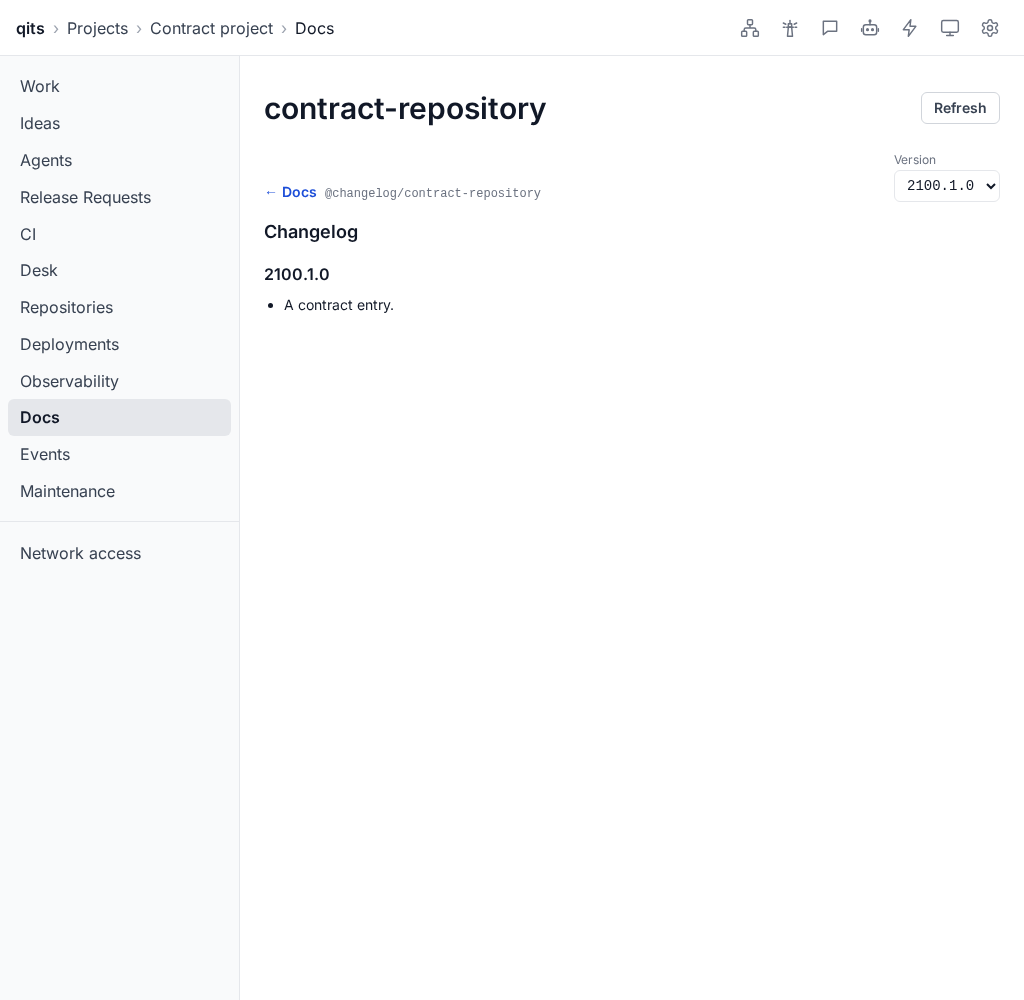 qits › Projects › Contract project › Docs
Work
Ideas
Agents
Release Requests
CI
Desk
Repositories
Deployments
Observability
Docs
Events
Maintenance
Network access
contract-repository
Refresh
Version
2100.1.0
← Docs @changelog/contract-repository
Changelog
2100.1.0
• A contract entry.